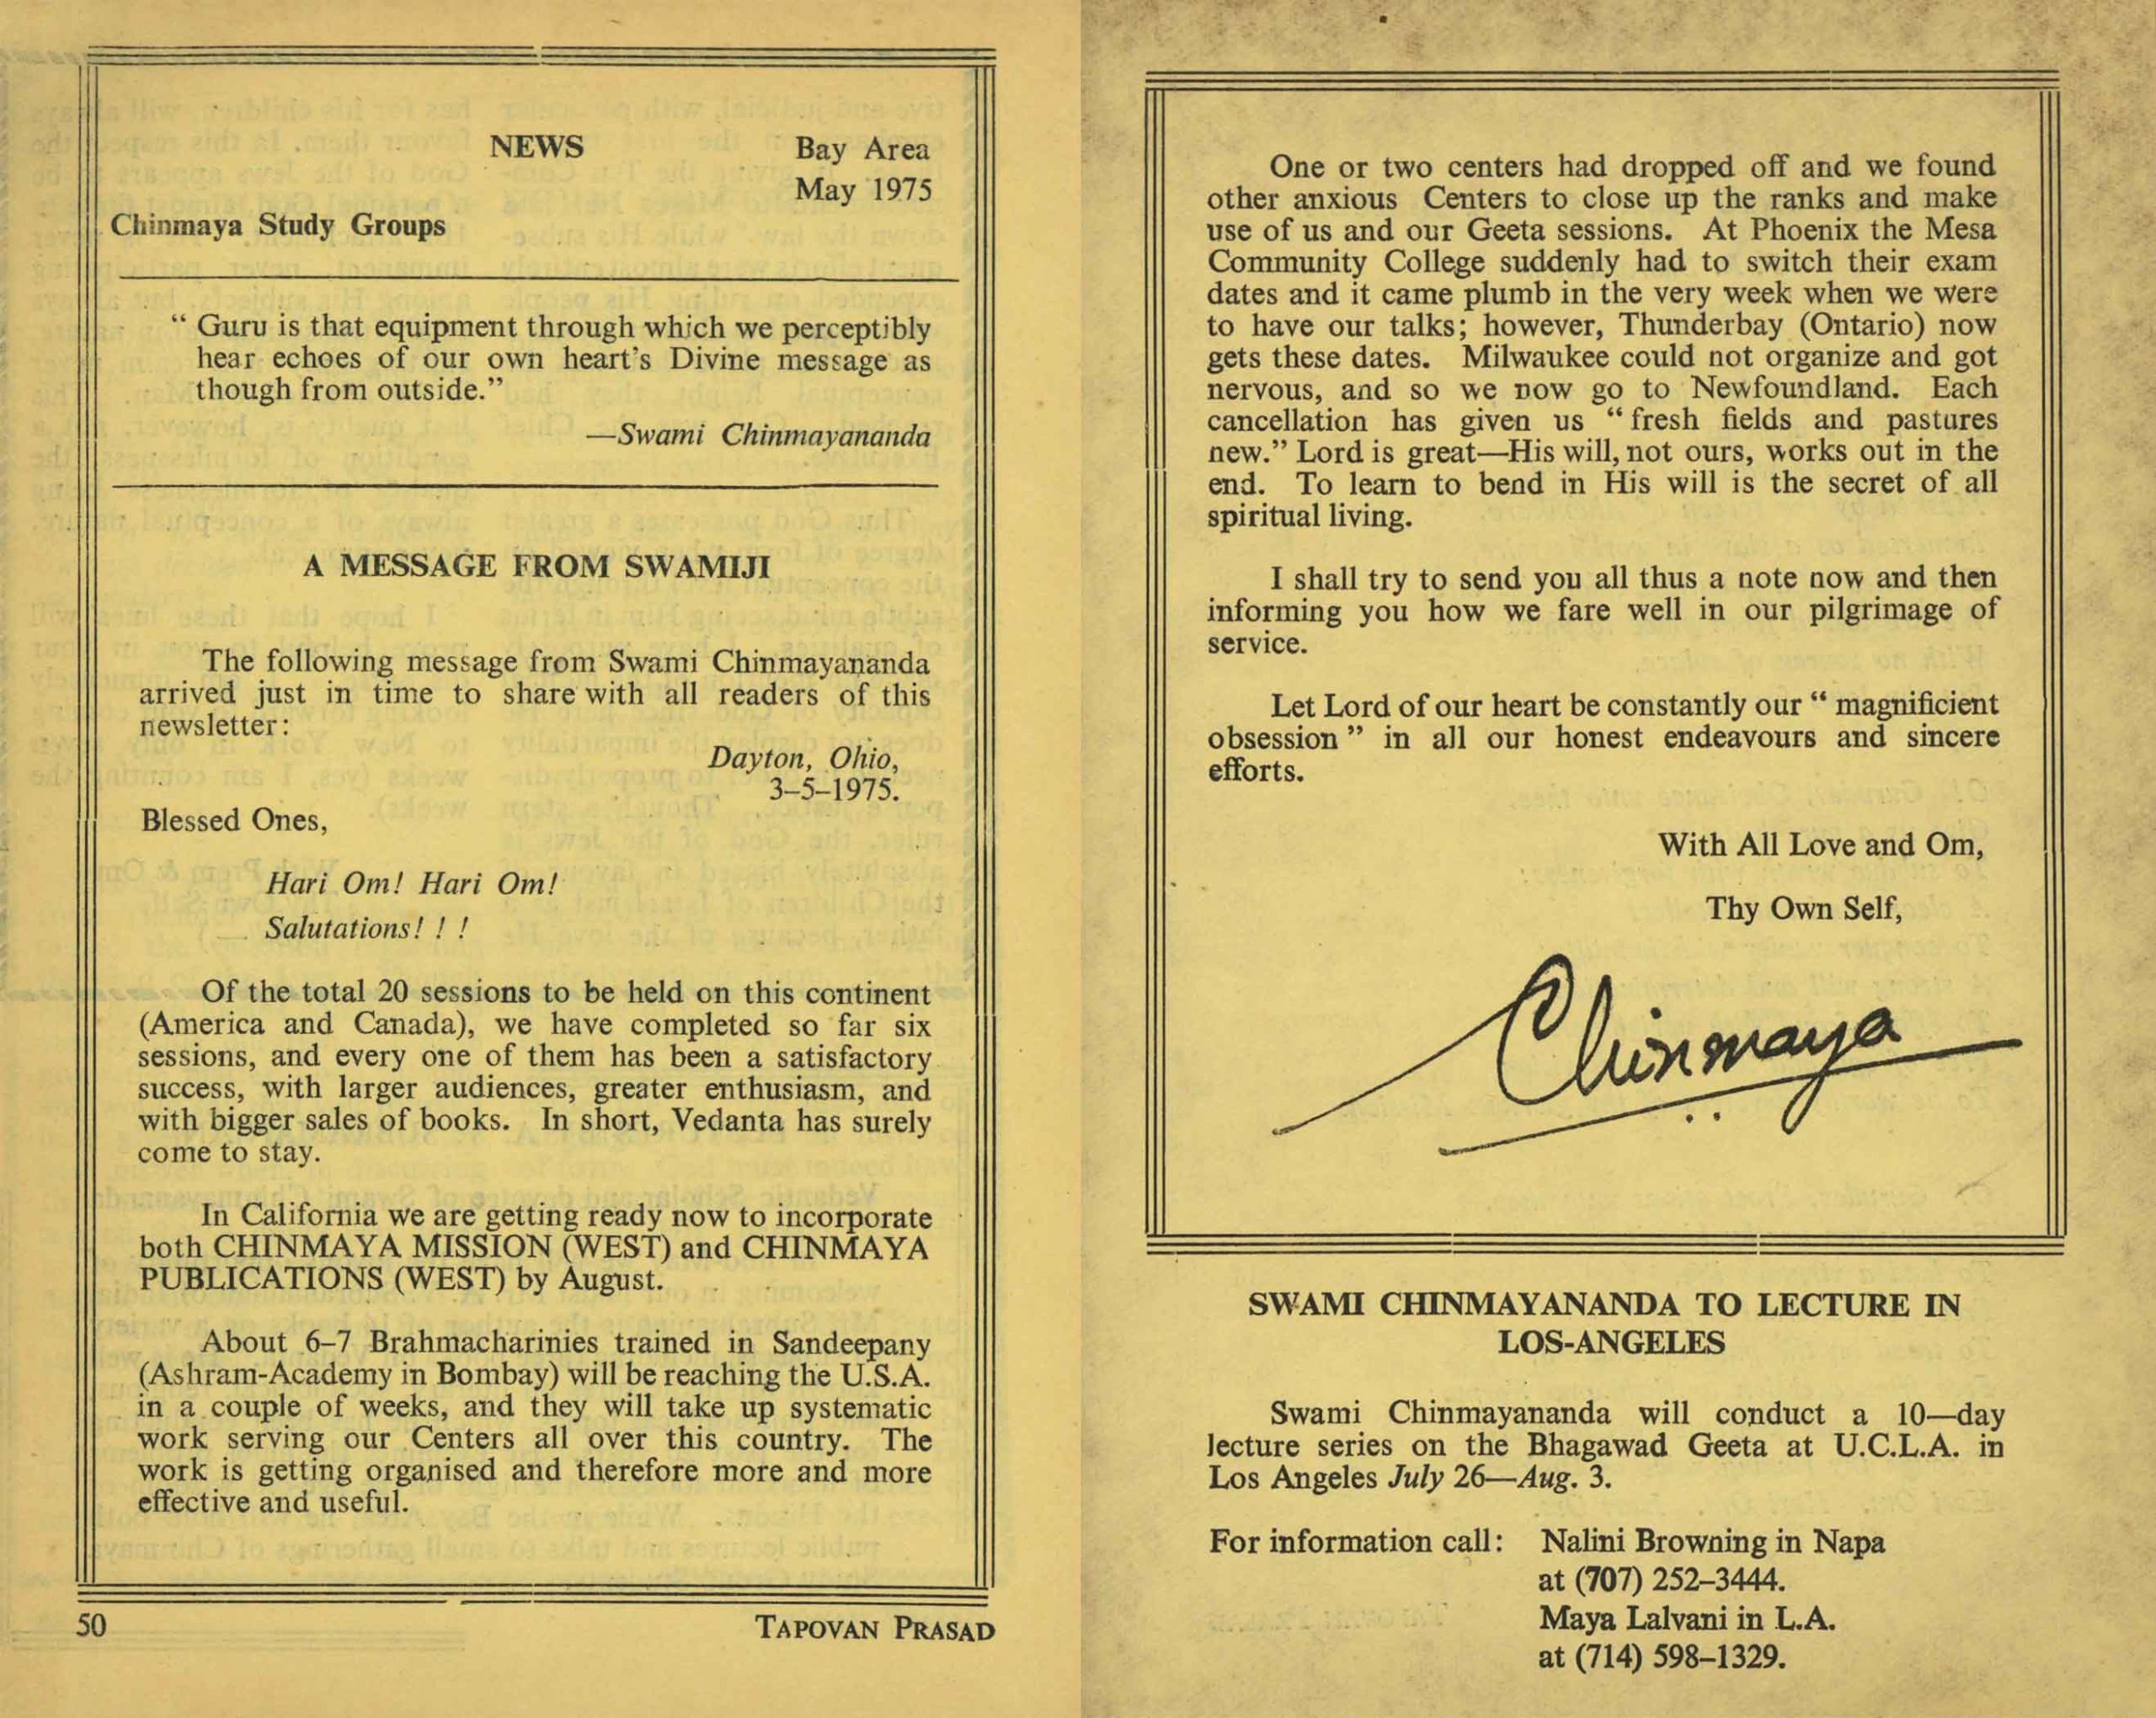 NEWS
Bay Area
May 1975
Chinmaya Study Groups
“ Guru is that equipment through which we perceptibly
hear echoes of our own heart's Divine message as
though from outside.”
—Swami Chinmayananda
A MESSAGE FROM SWAMIJI
The following message from Swami Chinmayananda
arrived just in time to share with all readers of this
newsletter:
Dayton, Ohio,
3–5–1975.
Blessed Ones,
Hari Om! Hari Om!
Salutations! ! !
Of the total 20 sessions to be held on this continent
(America and Canada), we have completed so far six
sessions, and every one of them has been a satisfactory
success, with larger audiences, greater enthusiasm, and
with bigger sales of books. In short, Vedanta has surely
come to stay.
In California we are getting ready now to incorporate
both CHINMAYA MISSION (WEST) and CHINMAYA
PUBLICATIONS (WEST) by August.
About 6–7 Brahmacharinies trained in Sandeepany
(Ashram-Academy in Bombay) will be reaching the U.S.A.
in a couple of weeks, and they will take up systematic
work serving our Centers all over this country. The
work is getting organised and therefore more and more
effective and useful.
50
TAPOVAN PRASAD
One or two centers had dropped off and we found
other anxious Centers to close up the ranks and make
use of us and our Geeta sessions. At Phoenix the Mesa
Community College suddenly had to switch their exam
dates and it came plumb in the very week when we were
to have our talks; however, Thunderbay (Ontario) now
gets these dates. Milwaukee could not organize and got
nervous, and so we now go to Newfoundland. Each
cancellation has given us “ fresh fields and pastures
new.” Lord is great—His will, not ours, works out in the
end. To learn to bend in His will is the secret of all
spiritual living.
I shall try to send you all thus a note now and then
informing you how we fare well in our pilgrimage of
service.
Let Lord of our heart be constantly our “ magnificient
obsession ” in all our honest endeavours and sincere
efforts.
With All Love and Om,
Thy Own Self,
Chinmaya
SWAMI CHINMAYANANDA TO LECTURE IN
LOS-ANGELES
Swami Chinmayananda will conduct a 10—day
lecture series on the Bhagawad Geeta at U.C.L.A. in
Los Angeles July 26—Aug. 3.
For information call: Nalini Browning in Napa
at (707) 252–3444.
Maya Lalvani in L.A.
at (714) 598–1329.